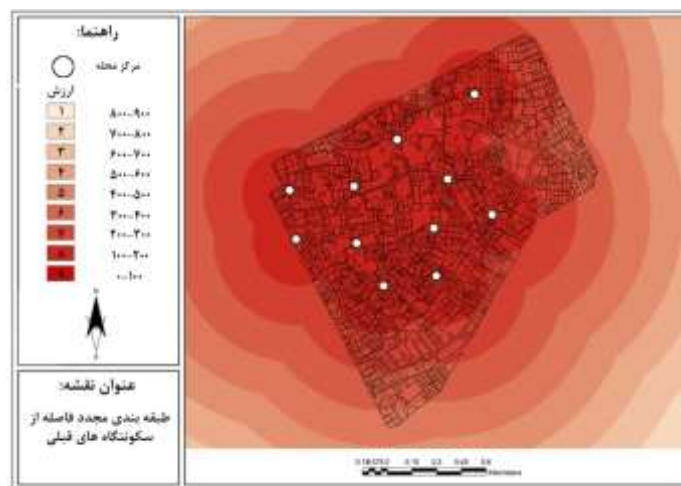 راهنما:
مرکز محله
ارزش
۱ ۸۰۰-۹۰۰
۲ ۷۰۰-۸۰۰
۳ ۶۰۰-۷۰۰
۴ ۵۰۰-۶۰۰
۵ ۴۰۰-۵۰۰
۶ ۳۰۰-۴۰۰
۷ ۲۰۰-۳۰۰
۸ ۱۰۰-۲۰۰
۹ ۰-۱۰۰
عنوان نقشه:
طبقه بندی مجدد فاصله از
سکونتگاه های قبلی